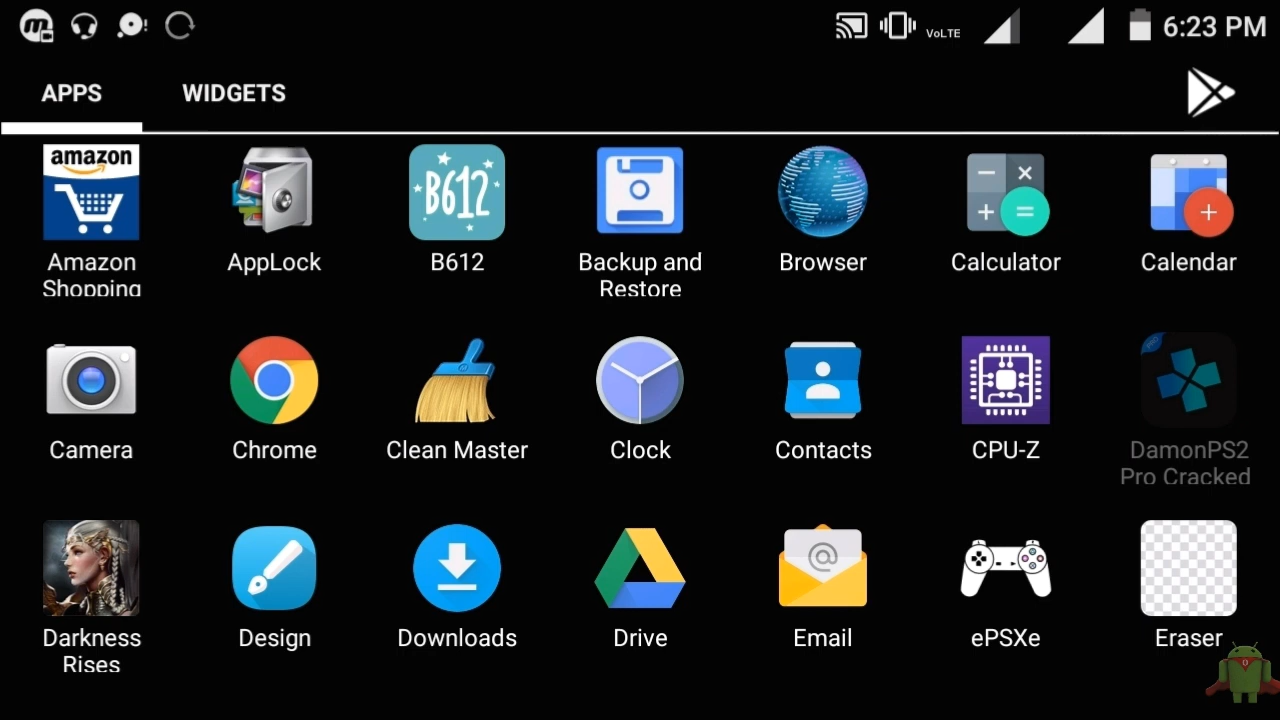 VoLTE 6:23 PM
APPS WIDGETS
amazon
B612
Amazon
Shopping
AppLock
B612
Backup and
Restore
Browser
Calculator
Calendar
Camera
Chrome
Clean Master
Clock
Contacts
CPU-Z
DamonPS2
Pro Cracked
Darkness
Rises
Design
Downloads
Drive
Email
ePSXe
Eraser